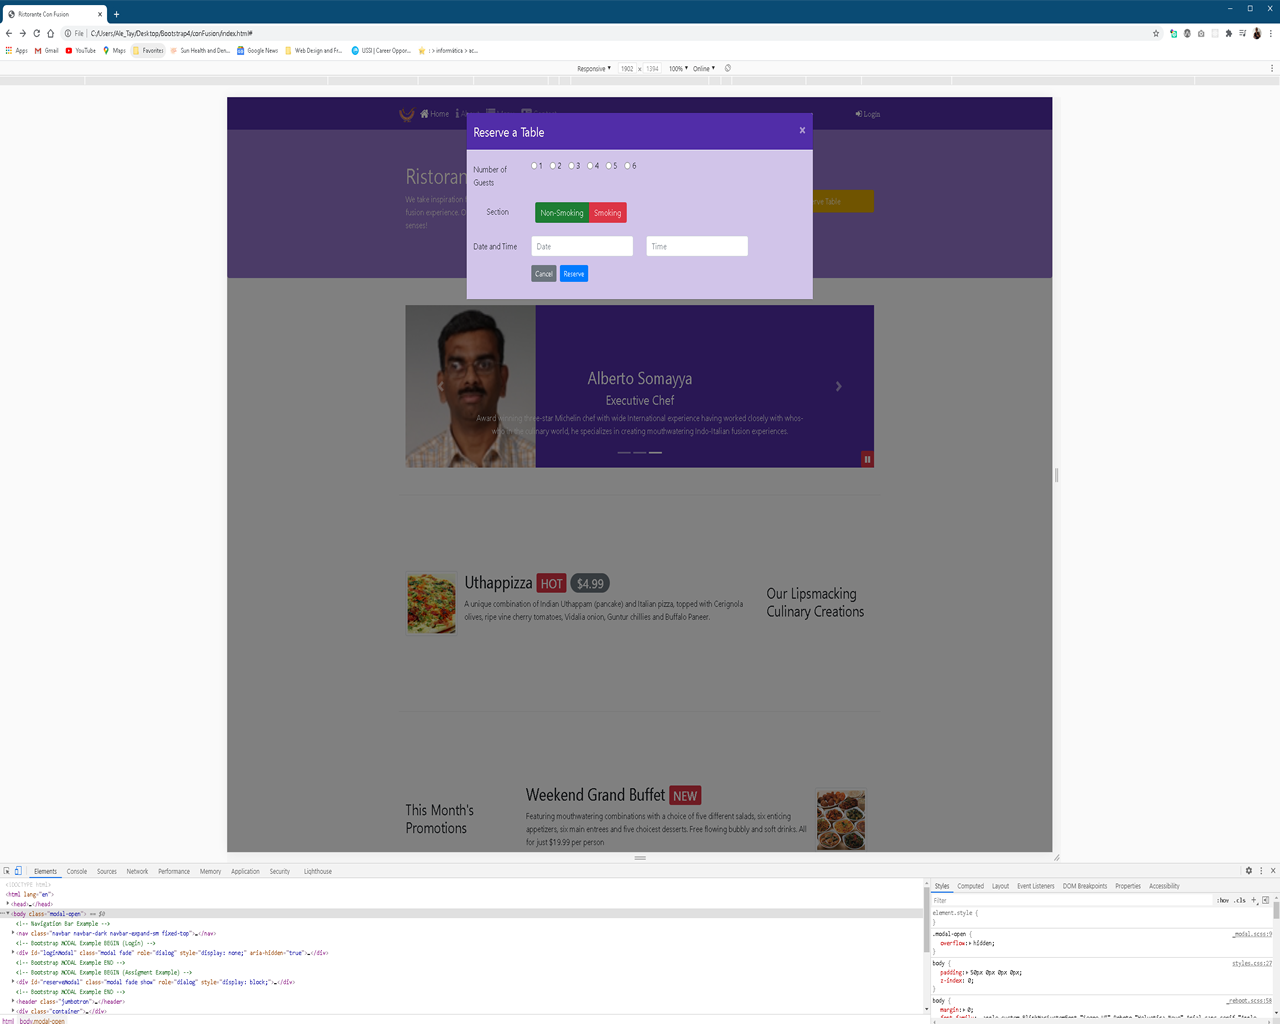 Ristorante Con Fusion
File C:/Users/Ale_Tay/Desktop/Bootstrap4/conFusion/index.html#
Apps Gmail YouTube Maps Favorites Sun Health and Den... Google News Web Design and Fr... USSI | Career Oppor... : > informática > ac...
Responsive 1902 × 1394 100% Online
Home
Login
Reserve a Table ×
Number of Guests 1 2 3 4 5 6
Section Non-Smoking Smoking
Date and Time Date Time
Cancel Reserve
Ristoran
We take inspiration
fusion experience.
senses!
rve Table
Alberto Somayya
Executive Chef
Award winning three-star Michelin chef with wide International experience having worked closely with whos-
who in the culinary world, he specializes in creating mouthwatering Indo-Italian fusion experiences.
Uthappizza HOT $4.99
A unique combination of Indian Uthappam (pancake) and Italian pizza, topped with Cerignola
olives, ripe vine cherry tomatoes, Vidalia onion, Guntur chillies and Buffalo Paneer.
Our Lipsmacking
Culinary Creations
This Month's
Promotions
Weekend Grand Buffet NEW
Featuring mouthwatering combinations with a choice of five different salads, six enticing
appetizers, six main entrees and five choicest desserts. Free flowing bubbly and soft drinks. All
for just $19.99 per person
Elements Console Sources Network Performance Memory Application Security Lighthouse
<!DOCTYPE html>
<html lang="en">
<head>…</head>
<body class="modal-open"> == $0
<!-- Navigation Bar Example -->
<nav class="navbar navbar-dark navbar-expand-sm fixed-top">…</nav>
<!-- Bootstrap MODAL Example BEGIN (Login) -->
<div id="loginModal" class="modal fade" role="dialog" style="display: none;" aria-hidden="true">…</div>
<!-- Bootstrap MODAL Example END -->
<!-- Bootstrap MODAL Example BEGIN (Assigment Example) -->
<div id="reserveModal" class="modal fade show" role="dialog" style="display: block;">…</div>
<!-- Bootstrap MODAL Example END -->
<header class="jumbotron">…</header>
<div class="container">…</div>
html body.modal-open
Styles Computed Layout Event Listeners DOM Breakpoints Properties Accessibility
Filter :hov .cls +
element.style {
}
.modal-open { _modal.scss:9
overflow: hidden;
}
body { styles.css:27
padding: 50px 0px 0px 0px;
z-index: 0;
}
body { _reboot.scss:58
margin: 0;